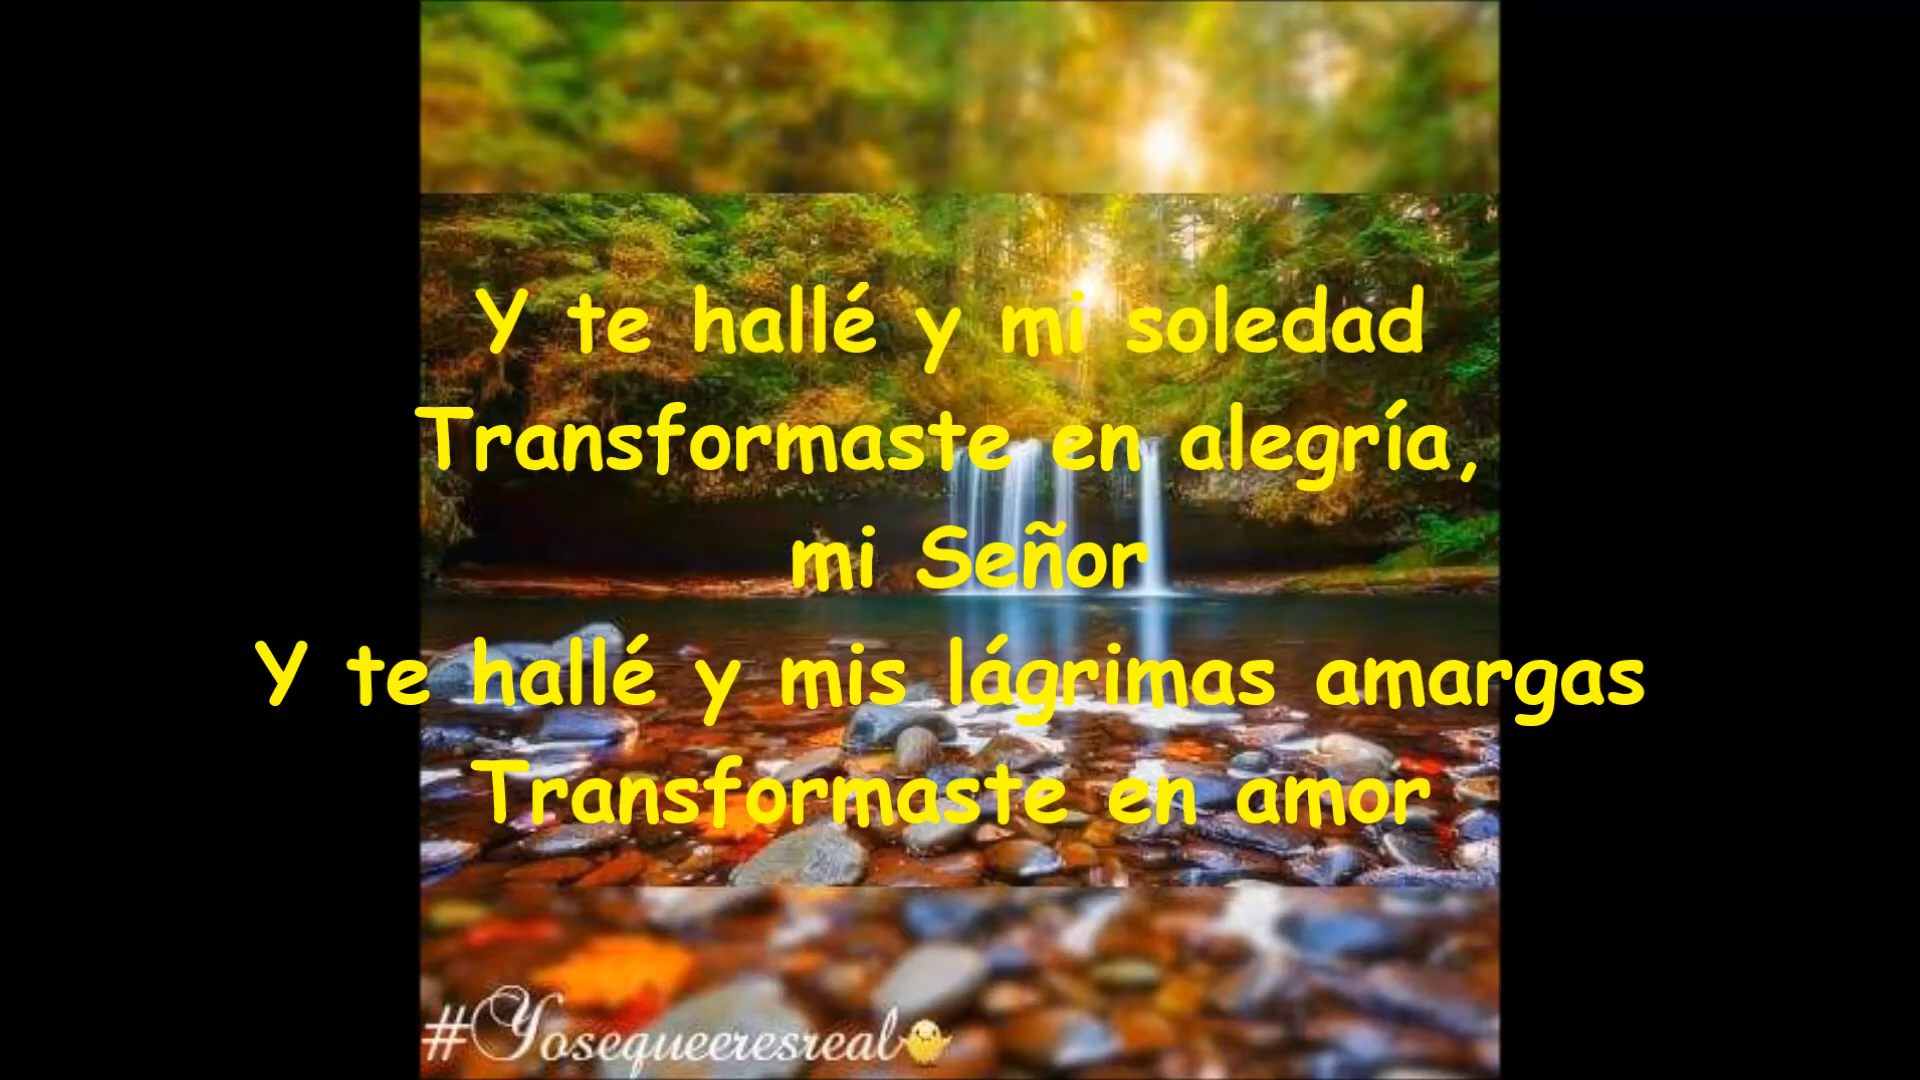 Y te hallé y mi soledad
Transformaste en alegría,
mi Señor
Y te hallé y mis lágrimas amargas
Transformaste en amor
#Yosequeeresreal